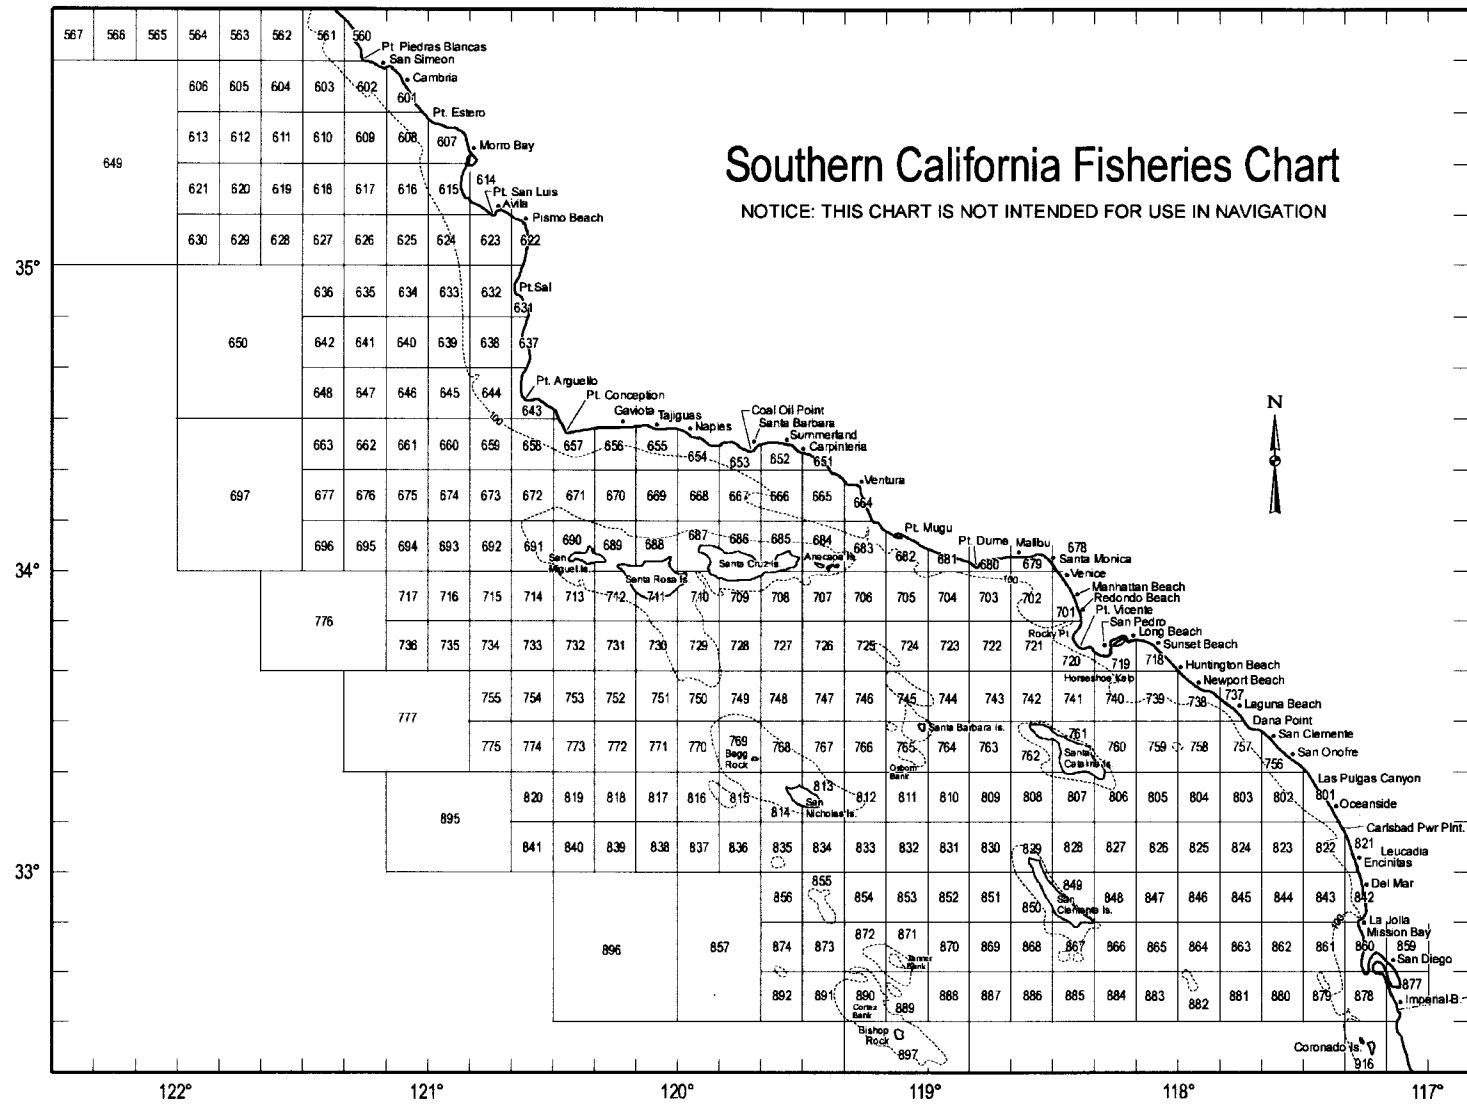 567 566 565 564 563 562 561 560
Pt. Piedras Blancas
San Simeon
606 605 604 603 602 601
Cambria
Pt. Estero
613 612 611 610 609 608 607
Morro Bay
649
Southern California Fisheries Chart
NOTICE: THIS CHART IS NOT INTENDED FOR USE IN NAVIGATION
621 620 619 618 617 616 615 614
Pt. San Luis
Avila
Pismo Beach
630 629 628 627 626 625 624 623 622
35°
636 635 634 633 632 631
Pt.Sal
650
642 641 640 639 638 637
Pt. Arguello
648 647 646 645 644 643
100
Pt. Conception
Gaviota
Tajiguas
Naples
Coal Oil Point
Santa Barbara
Summerland
Carpinteria
N
663 662 661 660 659 658 657 656 655 654 653 652 651
Ventura
697
677 676 675 674 673 672 671 670 669 668 667 666 665 664
Pt. Mugu
696 695 694 693 692 691 690 689 688 687 686 685 684 683 682 681 680 679 678
Pt. Dume
Malibu
Santa Monica
San
Miguel Is.
Santa Rosa Is.
Santa Cruz Is.
Anacapa Is.
34°
Venice
100
Manhattan Beach
Redondo Beach
776
717 716 715 714 713 712 711 710 709 708 707 706 705 704 703 702 701
Pt. Vicente
San Pedro
Rocky Pt.
Long Beach
Sunset Beach
736 735 734 733 732 731 730 729 728 727 726 725 724 723 722 721 720 719 718
Horseshoe Kelp
Huntington Beach
Newport Beach
777
755 754 753 752 751 750 749 748 747 746 745 744 743 742 741 740 739 738 737
Laguna Beach
Dana Point
Santa Barbara Is.
San Clemente
775 774 773 772 771 770 769 768 767 766 765 764 763 762 761 760 759 758 757 756
San Onofre
Begg
Rock
Osborn
Bank
Santa
Catalina Is.
Las Pulgas Canyon
895
820 819 818 817 816 815 814 813 812 811 810 809 808 807 806 805 804 803 802 801
San
Nicholas Is.
Oceanside
Carlsbad Pwr Plnt.
841 840 839 838 837 836 835 834 833 832 831 830 829 828 827 826 825 824 823 822 821
Leucadia
Encinitas
33°
Del Mar
856 855 854 853 852 851 850 849 848 847 846 845 844 843 842
San
Clemente Is.
100
La Jolla
Mission Bay
896 857
874 873 872 871 870 869 868 867 866 865 864 863 862 861 860 859
Tanner
Bank
San Diego
892 891 890 889 888 887 886 885 884 883 882 881 880 879 878 877
Cortez
Bank
Imperial B.
Bishop
Rock
897
Coronado Is.
916
122° 121° 120° 119° 118° 117°